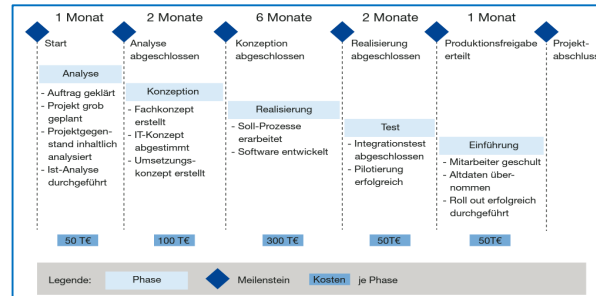 1 Monat
2 Monate
6 Monate
2 Monate
1 Monat
Start
Analyse
abgeschlossen
Konzeption
abgeschlossen
Realisierung
abgeschlossen
Produktionsfreigabe
erteilt
Projekt-
abschluss
Analyse
- Auftrag geklärt
- Projekt grob
geplant
- Projektgegen-
stand inhaltlich
analysiert
- Ist-Analyse
durchgeführt
Konzeption
- Fachkonzept
erstellt
- IT-Konzept
abgestimmt
- Umsetzungs-
konzept erstellt
Realisierung
- Soll-Prozesse
erarbeitet
- Software entwickelt
Test
- Integrationstest
abgeschlossen
- Pilotierung
erfolgreich
Einführung
- Mitarbeiter geschult
- Altdaten über-
nommen
- Roll out erfolgreich
durchgeführt
50 T€
100 T€
300 T€
50T€
50T€
Legende: Phase Meilenstein Kosten je Phase